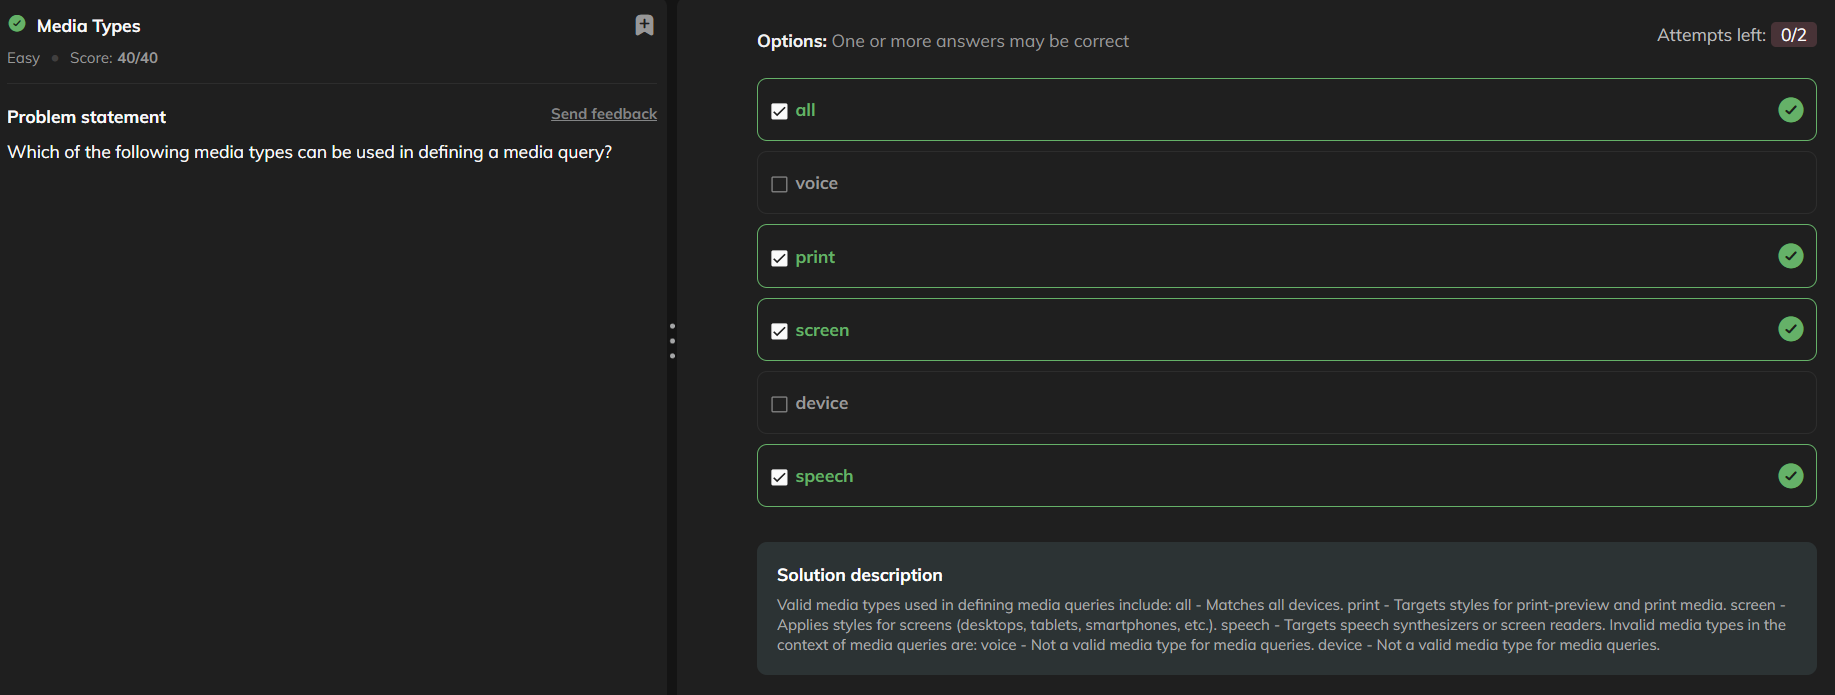 Media Types
Easy • Score: 40/40
Problem statement
Send feedback
Which of the following media types can be used in defining a media query?
Options: One or more answers may be correct
Attempts left: 0/2
all
voice
print
screen
device
speech
Solution description
Valid media types used in defining media queries include: all - Matches all devices. print - Targets styles for print-preview and print media. screen -
Applies styles for screens (desktops, tablets, smartphones, etc.). speech - Targets speech synthesizers or screen readers. Invalid media types in the
context of media queries are: voice - Not a valid media type for media queries. device - Not a valid media type for media queries.